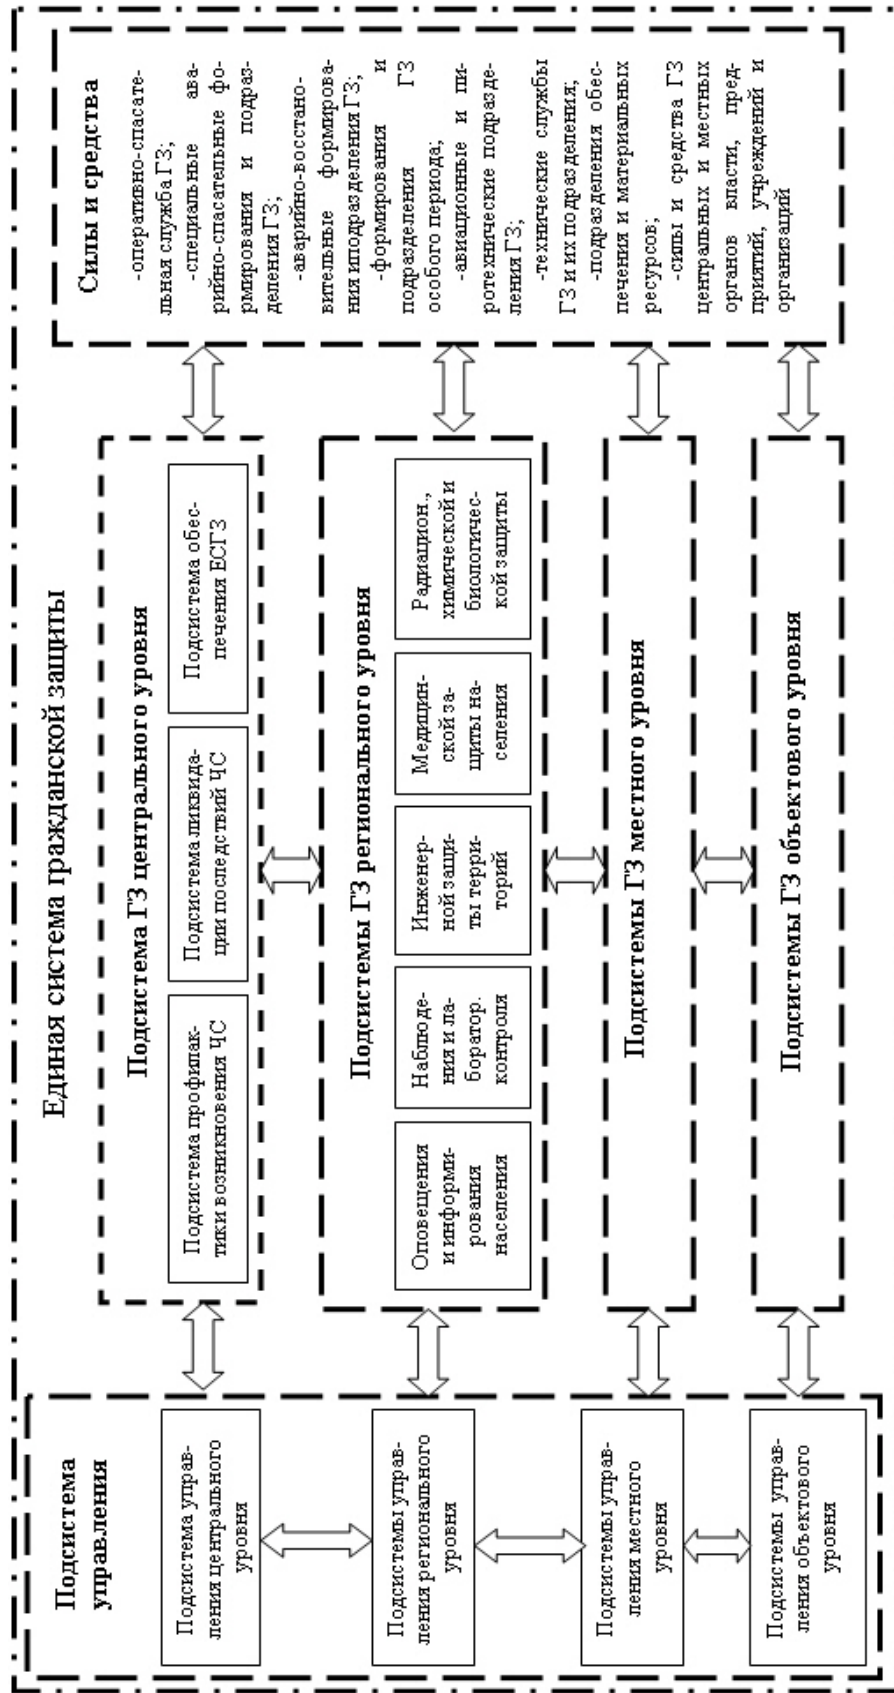 Единая система гражданской защиты
Подсистема
управления
Подсистема управ-
ления центрального
уровня
Подсистемы управ-
ления регионального
уровня
Подсистемы управ-
ления местного
уровня
Подсистемы управ-
ления объектового
уровня
Подсистема ГЗ центрального уровня
Подсистема профилак-
тики возникновения ЧС
Подсистема ликвида-
ции последствий ЧС
Подсистема обес-
печения ЕСГЗ
Подсистемы ГЗ регионального уровня
Оповещения
и информи-
рования
населения
Наблюде-
ния и ла-
боратор.
контроля
Инженер-
ной защи-
ты терри-
торий
Медицин-
ской за-
щиты на-
селения
Радиацион.,
химической и
биологичес-
кой защиты
Подсистемы ГЗ местного уровня
Подсистемы ГЗ объектового уровня
Силы и средства
-оперативно-спасате-
льная служба ГЗ;
-специальные ава-
рийно-спасательные фо-
рмирования и подраз-
деления ГЗ;
-аварийно-восстано-
вительные формирова-
ния иподразделения ГЗ;
-формирования и
подразделения ГЗ
особого периода;
-авиационные и пи-
ротехнические подразде-
ления ГЗ;
-технические службы
ГЗ и их подразделения;
-подразделения обес-
печения и материальных
ресурсов;
-силы и средства ГЗ
центральных и местных
органов власти, пред-
приятий, учреждений и
организаций